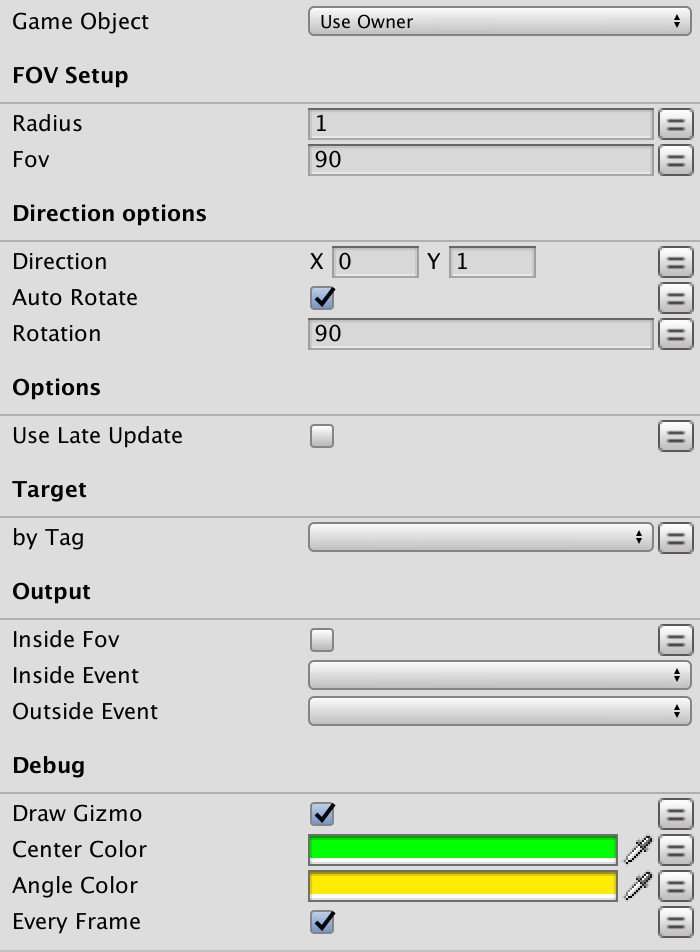 Game Object Use Owner
FOV Setup
Radius 1
Fov 90
Direction options
Direction X 0 Y 1
Auto Rotate
Rotation 90
Options
Use Late Update
Target
by Tag
Output
Inside Fov
Inside Event
Outside Event
Debug
Draw Gizmo
Center Color
Angle Color
Every Frame